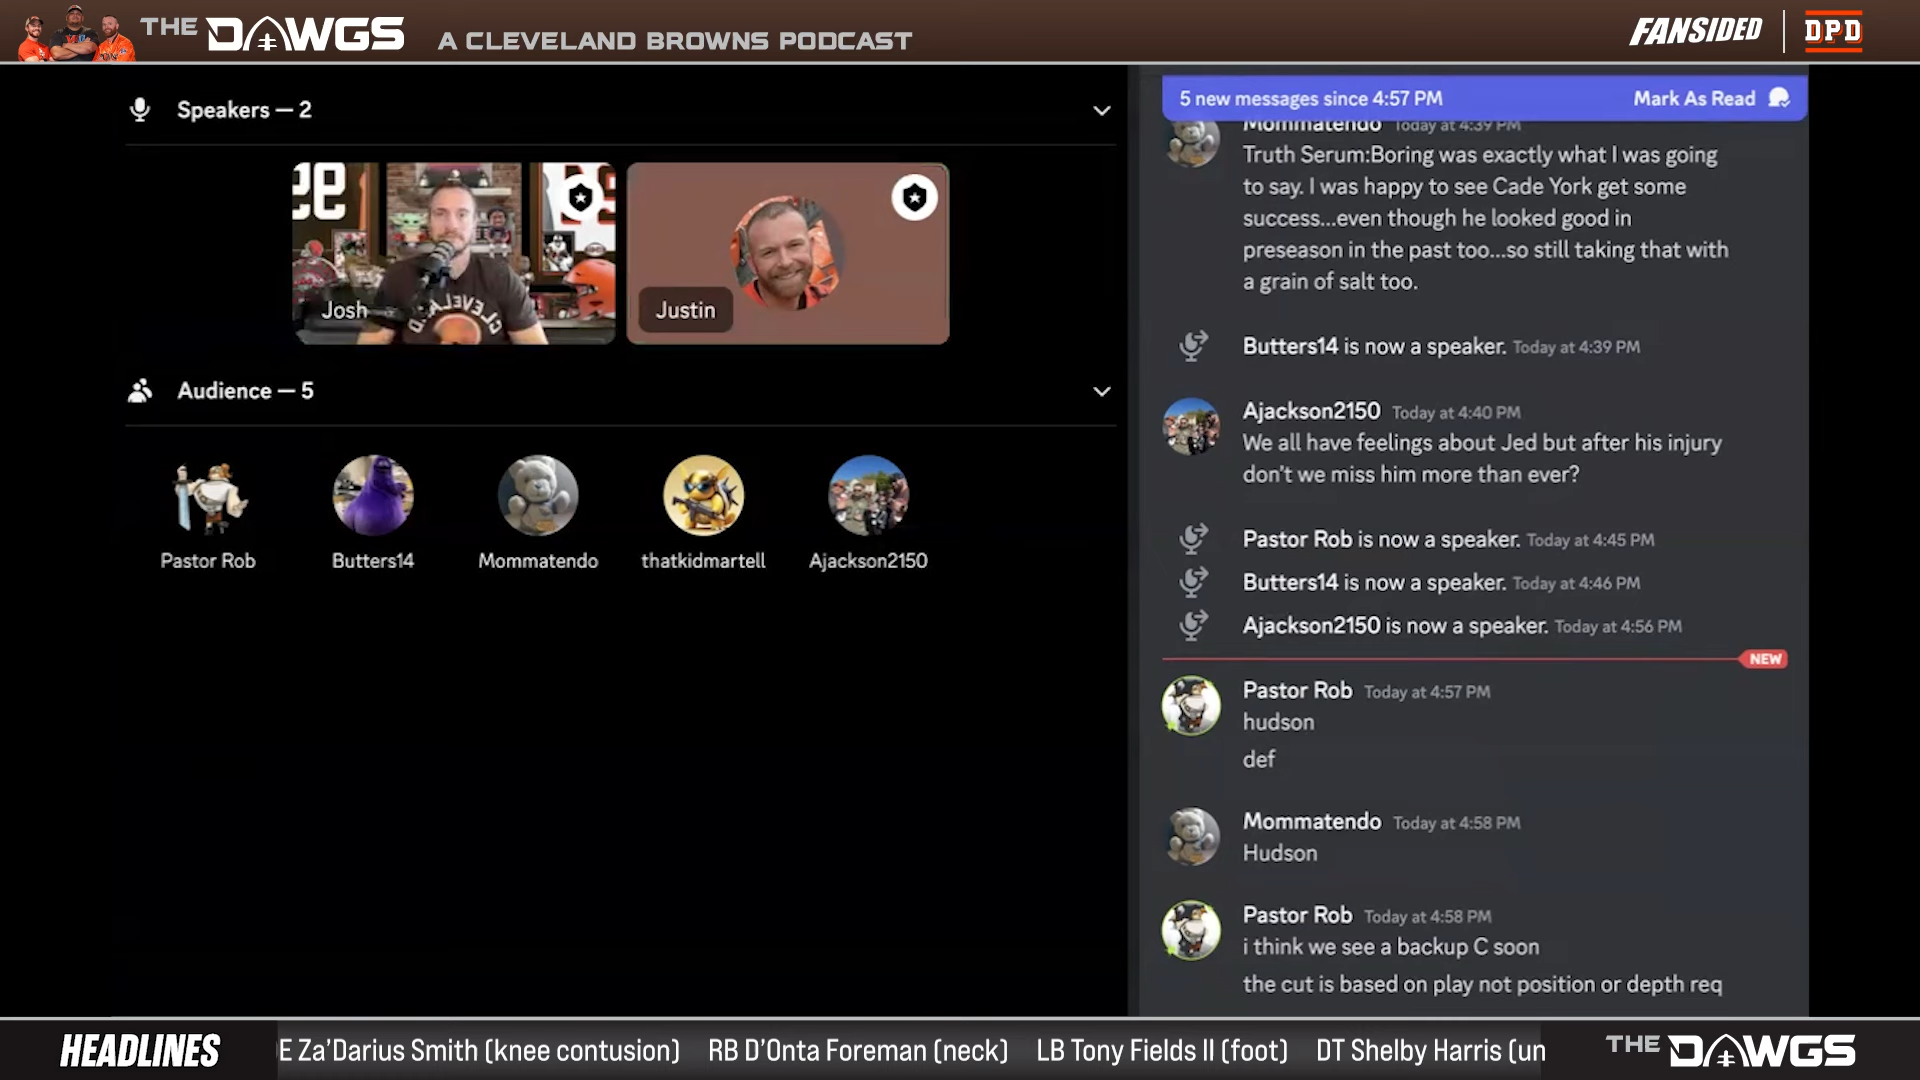 THE DAWGS A CLEVELAND BROWNS PODCAST
FANSIDED DPD
Speakers — 2
ee
Josh
CLEVELAND
Justin
Audience — 5
Pastor Rob
Butters14
Mommatendo
thatkidmartell
Ajackson2150
5 new messages since 4:57 PM Mark As Read
Mommatendo Today at 4:39 PM
Truth Serum:Boring was exactly what I was going
to say. I was happy to see Cade York get some
success...even though he looked good in
preseason in the past too...so still taking that with
a grain of salt too.
Butters14 is now a speaker. Today at 4:39 PM
Ajackson2150 Today at 4:40 PM
We all have feelings about Jed but after his injury
don't we miss him more than ever?
Pastor Rob is now a speaker. Today at 4:45 PM
Butters14 is now a speaker. Today at 4:46 PM
Ajackson2150 is now a speaker. Today at 4:56 PM
NEW
Pastor Rob Today at 4:57 PM
hudson
def
Mommatendo Today at 4:58 PM
Hudson
Pastor Rob Today at 4:58 PM
i think we see a backup C soon
the cut is based on play not position or depth req
HEADLINES E Za'Darius Smith (knee contusion) RB D'Onta Foreman (neck) LB Tony Fields II (foot) DT Shelby Harris (un THE DAWGS